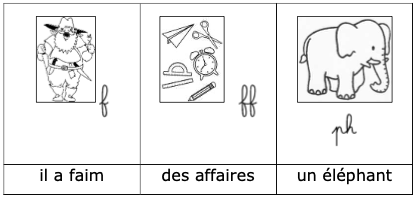 f
ff
ph
il a faim
des affaires
un éléphant